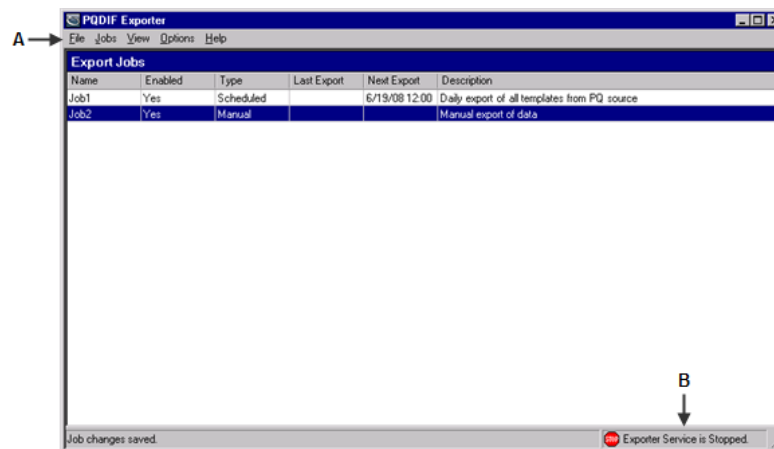 PQDIF Exporter
A
File Jobs View Options Help
Export Jobs
Name Enabled Type Last Export Next Export Description
Job1 Yes Scheduled 6/19/08 12:00 Daily export of all templates from PQ source
Job2 Yes Manual Manual export of data
B
Job changes saved.
STOP Exporter Service is Stopped.